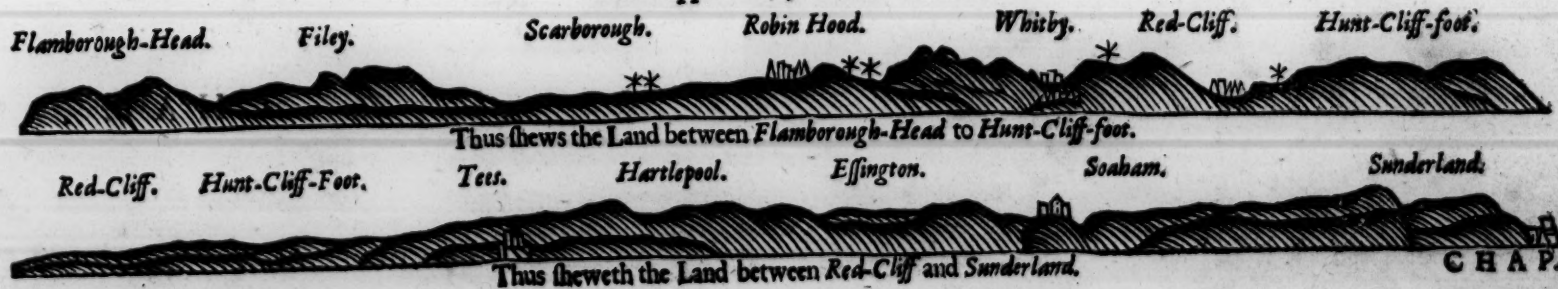 Flamborough-Head. Filey. Scarborough. Robin Hood. Whitby. Red-Cliff. Hunt-Cliff-foot.
Thus ſhews the Land between Flamborough-Head to Hunt-Cliff-foot.
Red-Cliff. Hunt-Cliff-Foot. Tees. Hartlepool. Eſſington. Soaham. Sunderland.
Thus ſheweth the Land between Red-Cliff and Sunderland.
CHAP.